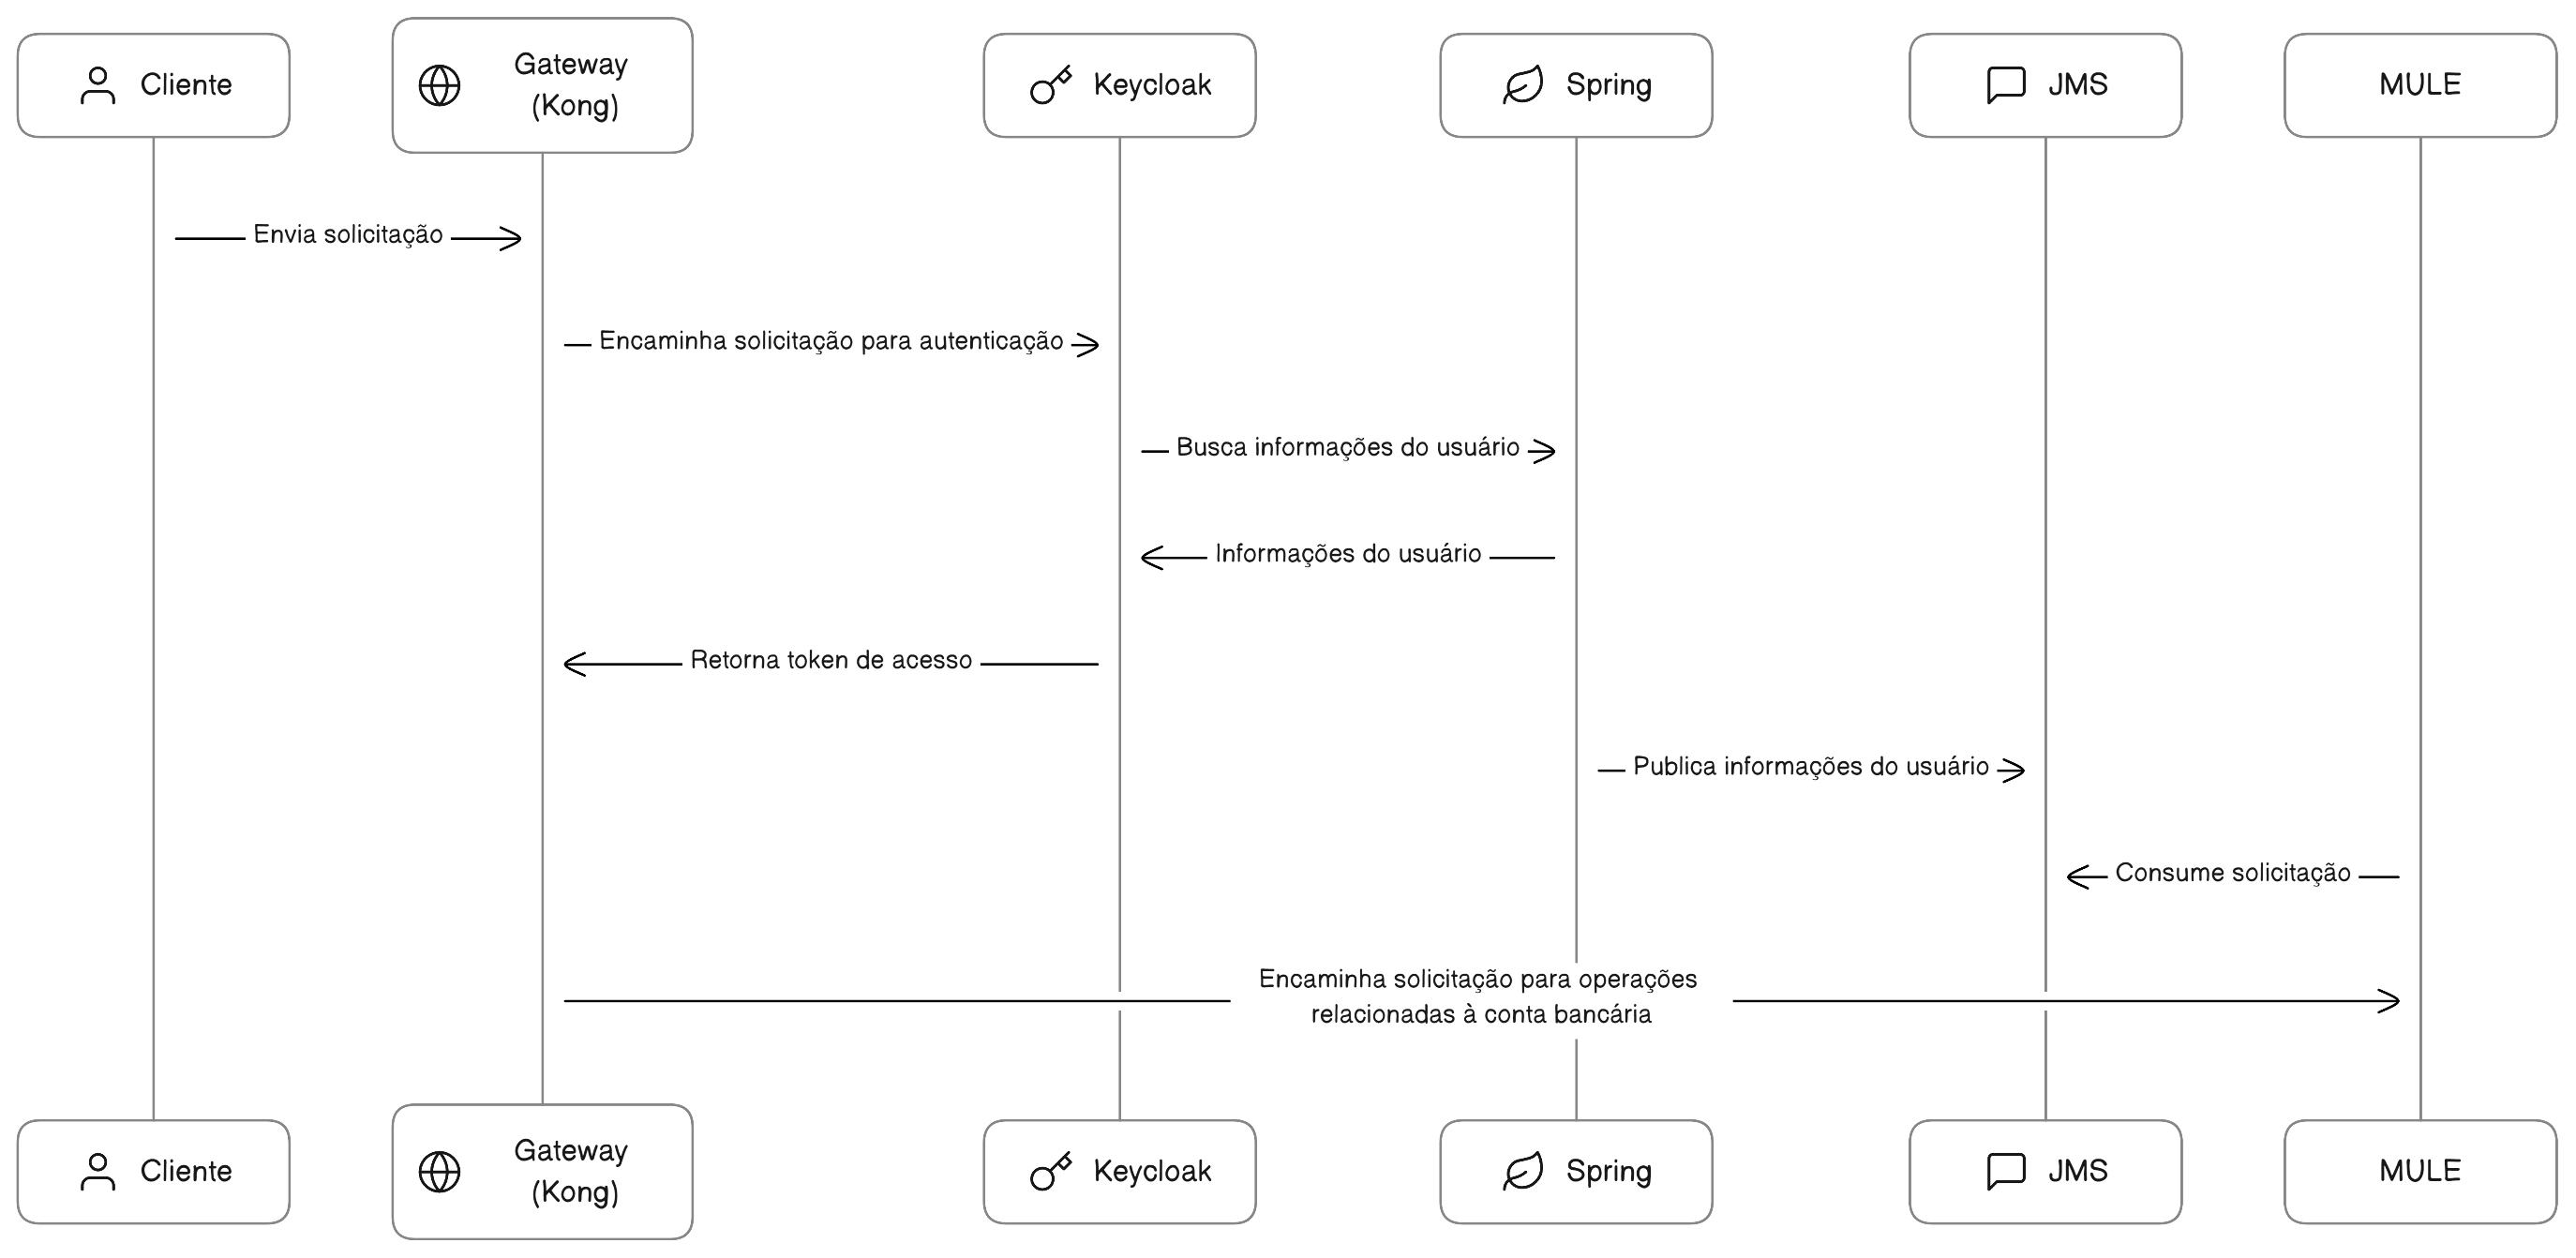 Cliente
Gateway
(Kong)
Keycloak
Spring
JMS
MULE
Envia solicitação
Encaminha solicitação para autenticação
Busca informações do usuário
Informações do usuário
Retorna token de acesso
Publica informações do usuário
Consume solicitação
Encaminha solicitação para operações
relacionadas à conta bancária
Cliente
Gateway
(Kong)
Keycloak
Spring
JMS
MULE